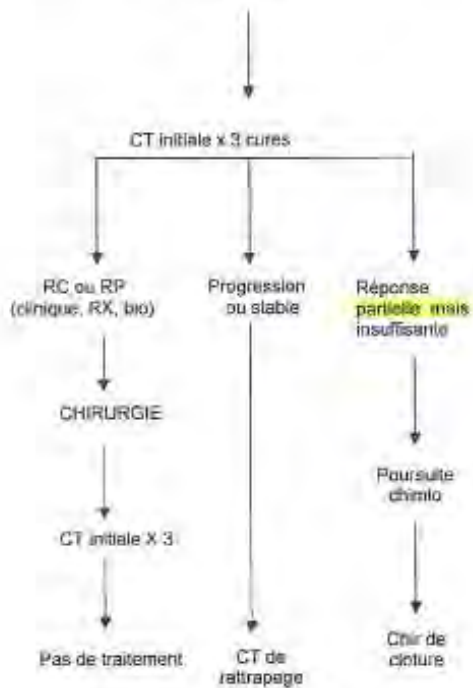 CT initiale x 3 cures
RC ou RP
(clinique, RX, bio)
Progression
ou stable
Réponse
partielle mais
insuffisante
CHIRURGIE
Poursuite
chimio
CT initiale X 3
Pas de traitement
CT de
rattrapage
Chir de
cloture